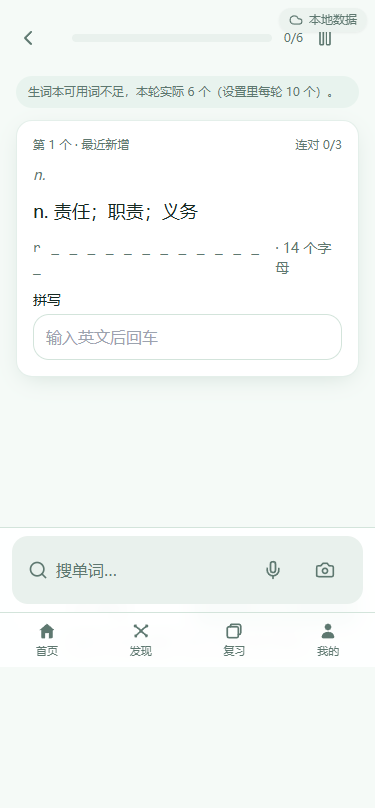 本地数据
0/6
生词本可用词不足，本轮实际 6 个（设置里每轮 10 个）。
第 1 个 · 最近新增
连对 0/3
n.
n. 责任；职责；义务
r _ _ _ _ _ _ _ _ _ _ _ _ _
· 14 个字母
拼写
输入英文后回车
搜单词...
首页
发现
复习
我的